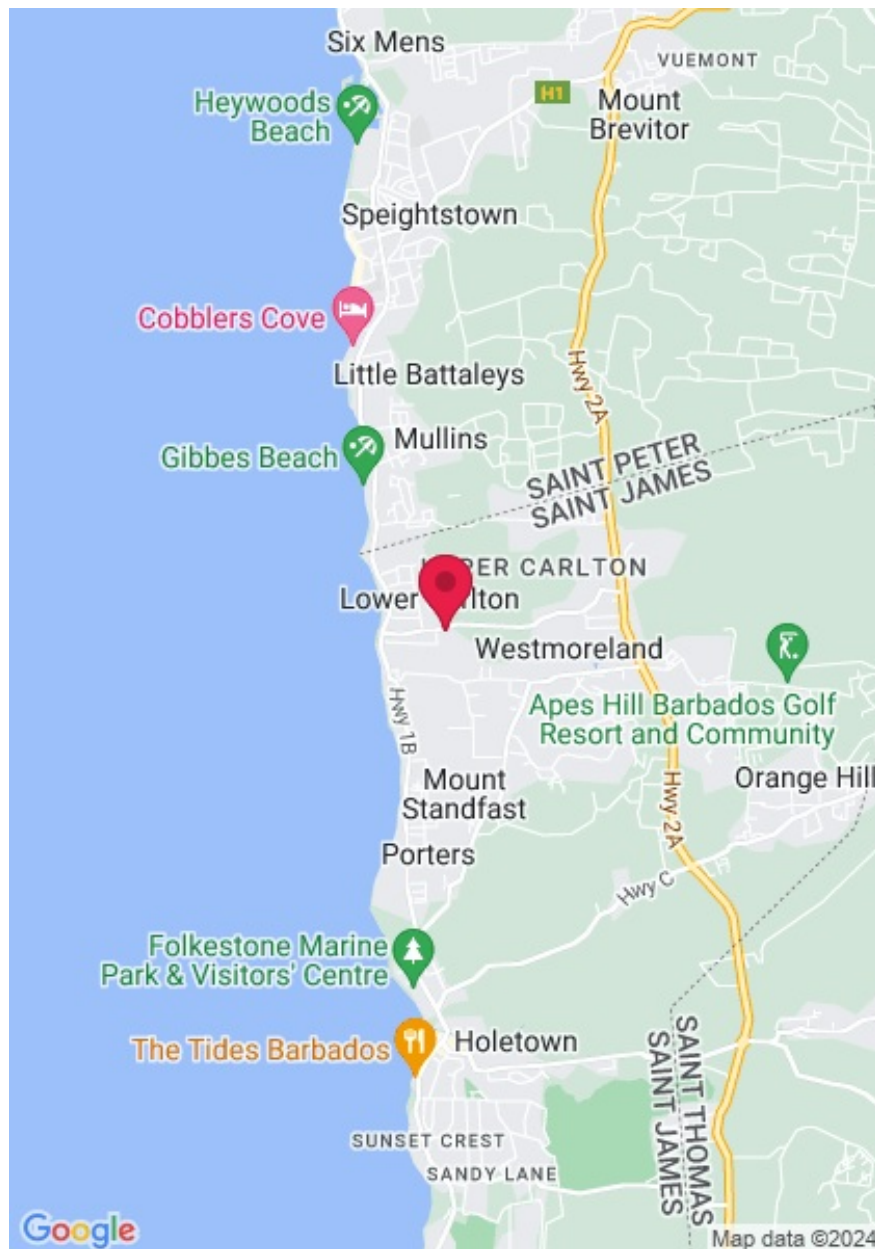 Six Mens
VUEMONT
Heywoods
Beach
H1
Mount
Brevitor
Speightstown
Cobblers Cove
Little Battaleys
Hwy 2A
Mullins
Gibbes Beach
SAINT PETER
SAINT JAMES
PER CARLTON
Lower
rlton
Westmoreland
Apes Hill Barbados Golf
Resort and Community
Hwy 1B
Mount
Standfast
Orange Hill
Hwy 2A
Porters
Hwy C
Folkestone Marine
Park & Visitors' Centre
The Tides Barbados
Holetown
SAINT THOMAS
SAINT JAMES
SUNSET CREST
SANDY LANE
Google
Map data ©2024